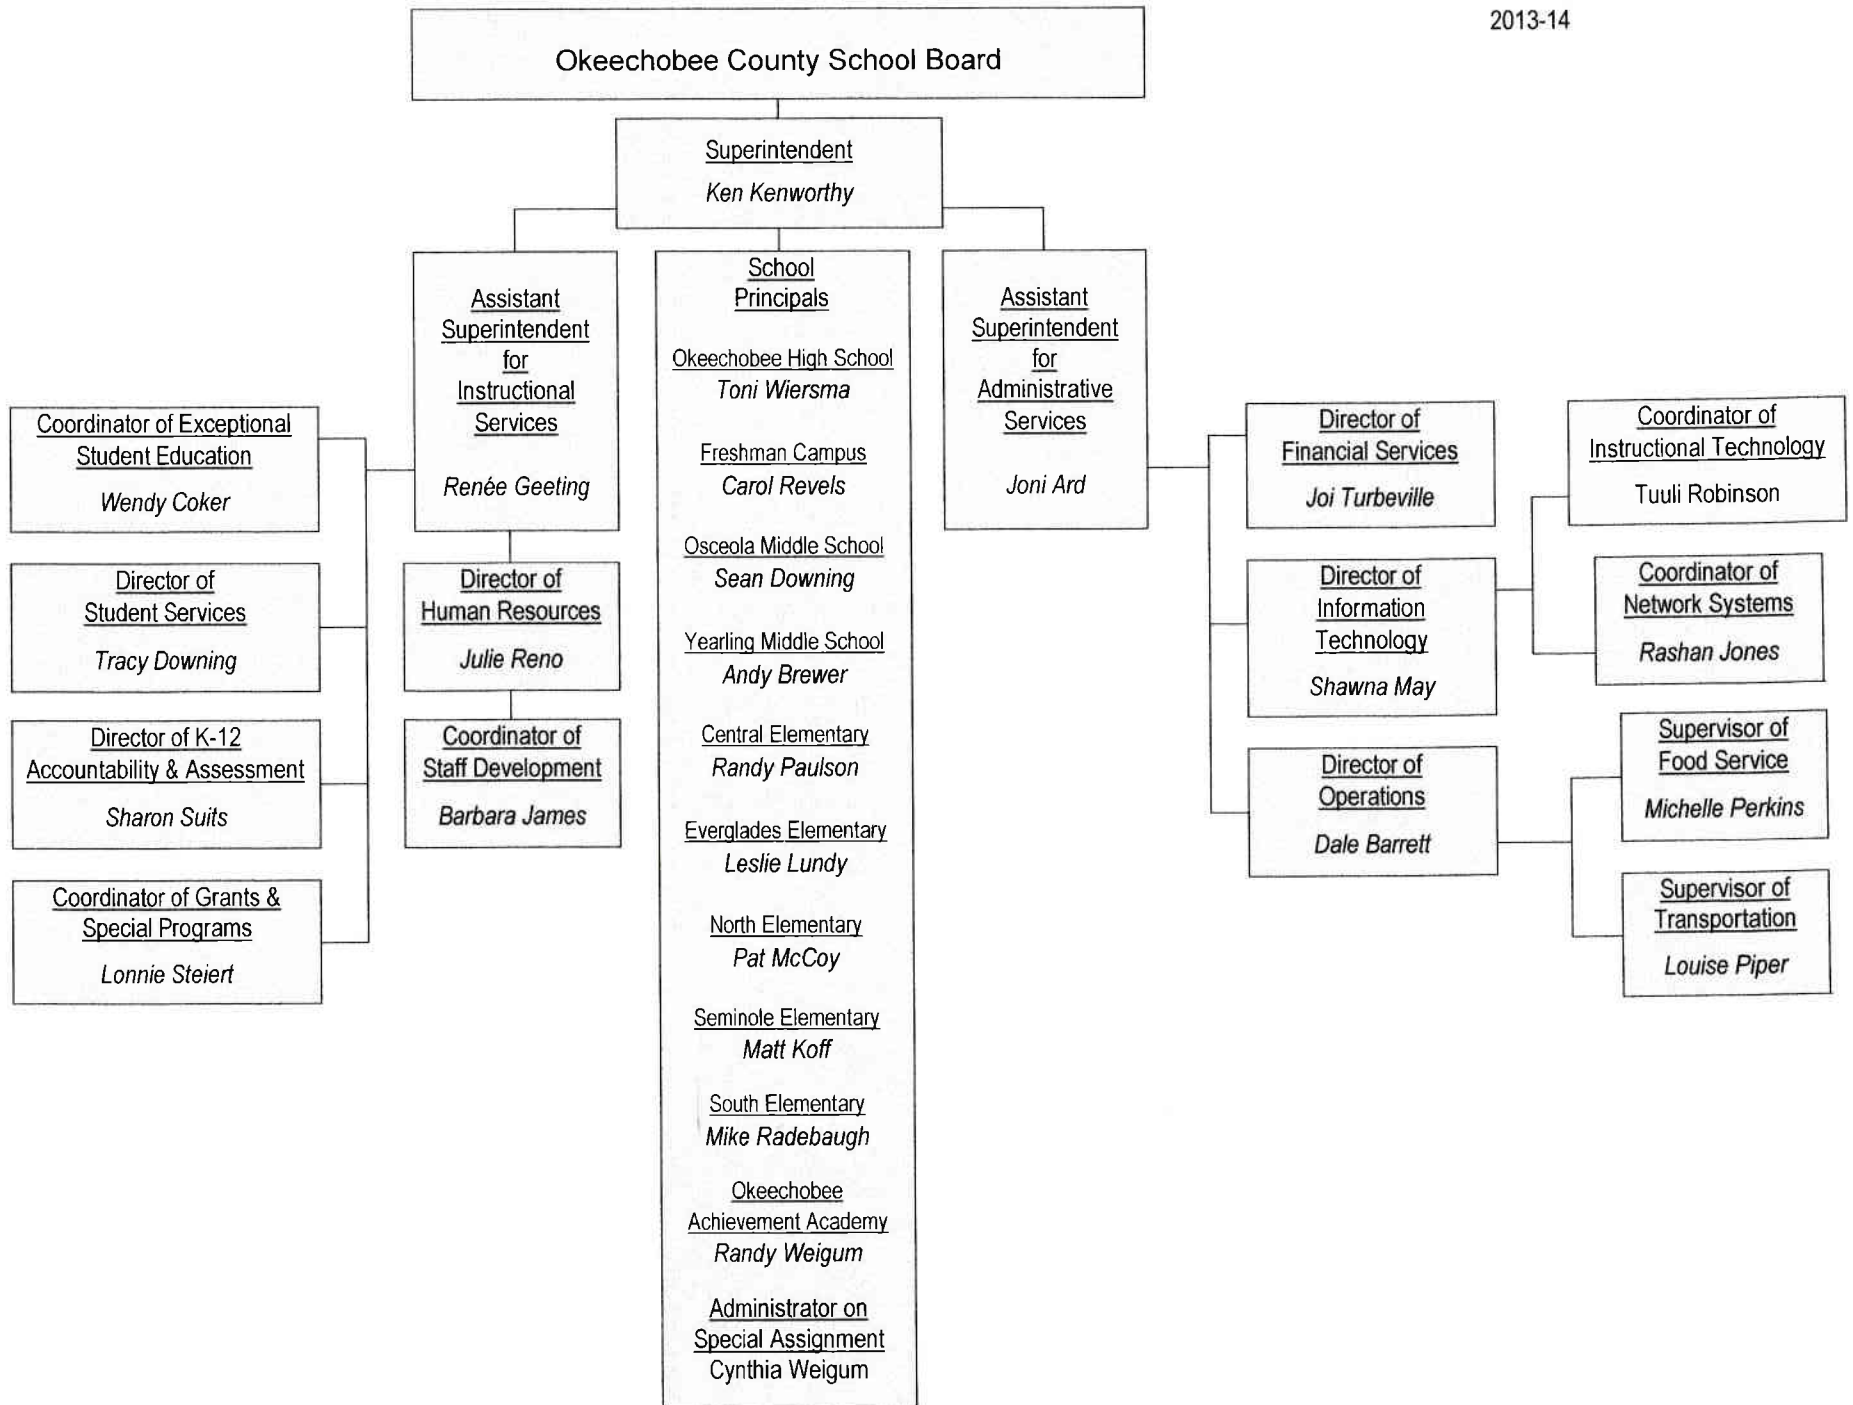 2013-14
Okeechobee County School Board
Superintendent
Ken Kenworthy
Assistant
Superintendent
for
Instructional
Services
Renée Geeting
School
Principals
Okeechobee High School
Toni Wiersma
Freshman Campus
Carol Revels
Osceola Middle School
Sean Downing
Yearling Middle School
Andy Brewer
Central Elementary
Randy Paulson
Everglades Elementary
Leslie Lundy
North Elementary
Pat McCoy
Seminole Elementary
Matt Koff
South Elementary
Mike Radebaugh
Okeechobee
Achievement Academy
Randy Weigum
Administrator on
Special Assignment
Cynthia Weigum
Assistant
Superintendent
for
Administrative
Services
Joni Ard
Coordinator of Exceptional
Student Education
Wendy Coker
Director of
Student Services
Tracy Downing
Director of K-12
Accountability & Assessment
Sharon Suits
Coordinator of Grants &
Special Programs
Lonnie Steiert
Director of
Human Resources
Julie Reno
Coordinator of
Staff Development
Barbara James
Director of
Financial Services
Joi Turbeville
Director of
Information
Technology
Shawna May
Director of
Operations
Dale Barrett
Coordinator of
Instructional Technology
Tuuli Robinson
Coordinator of
Network Systems
Rashan Jones
Supervisor of
Food Service
Michelle Perkins
Supervisor of
Transportation
Louise Piper